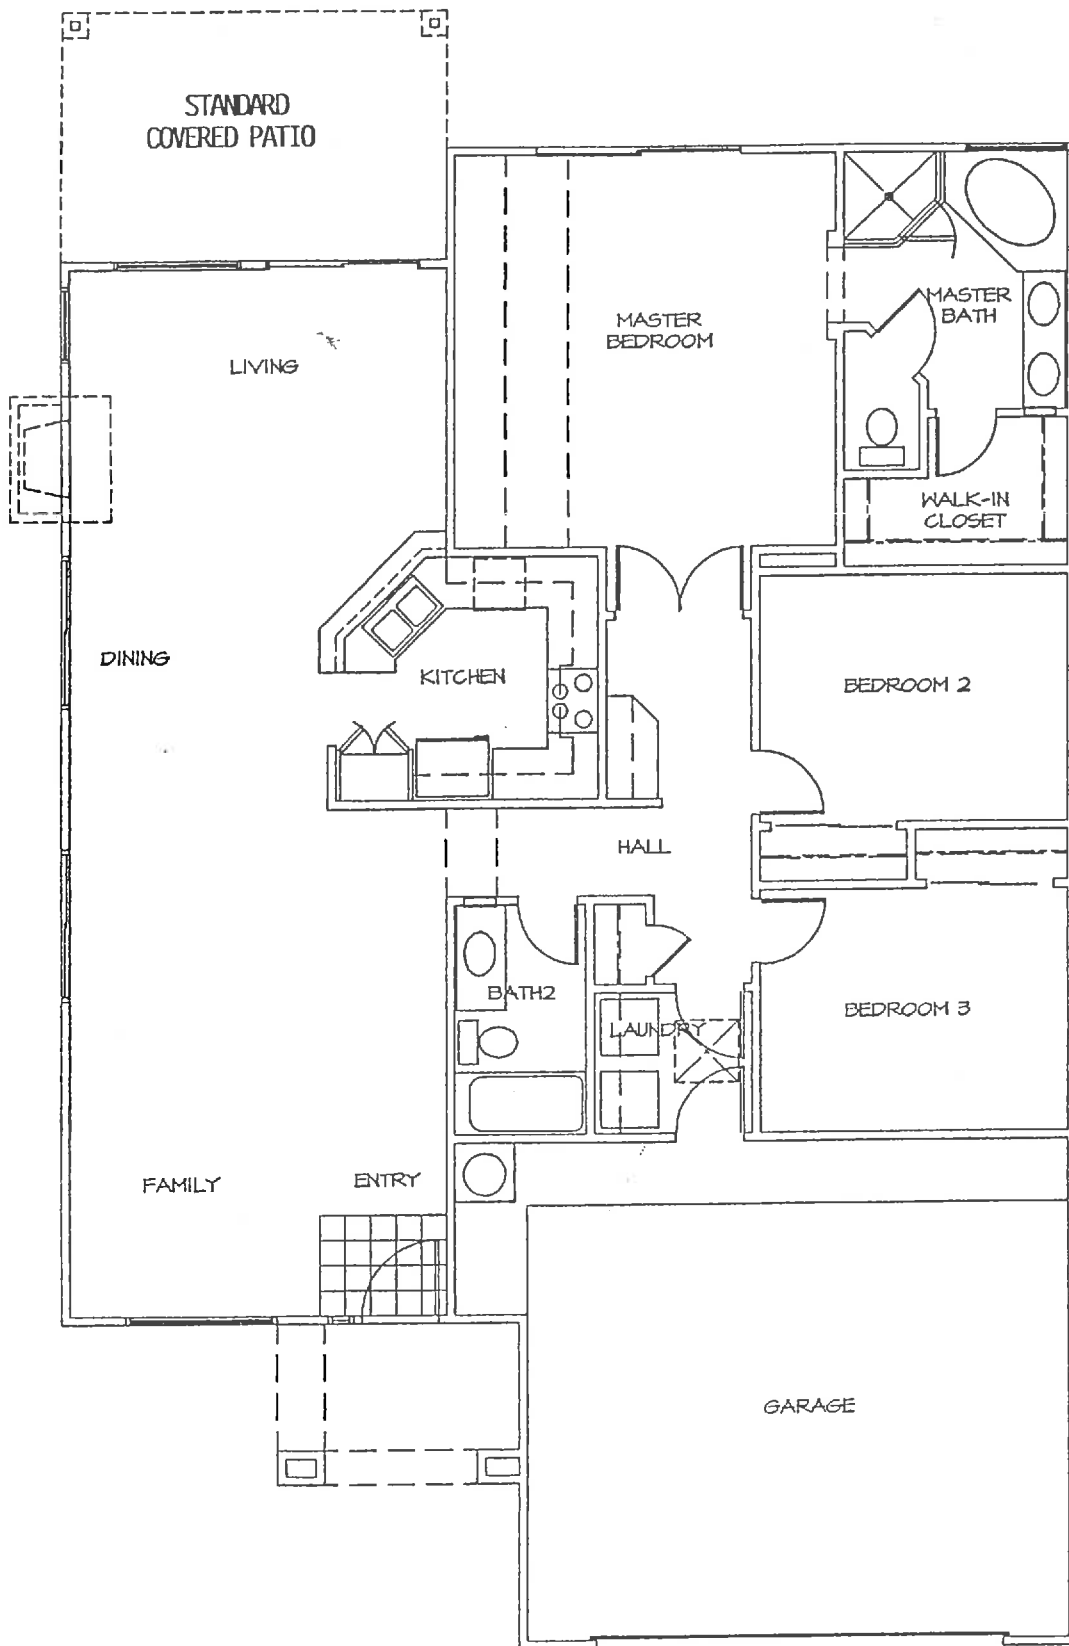 STANDARD
COVERED PATIO
MASTER
BEDROOM
MASTER
BATH
LIVING
WALK-IN
CLOSET
DINING
KITCHEN
BEDROOM 2
HALL
BATH2
LAUNDRY
BEDROOM 3
FAMILY
ENTRY
GARAGE